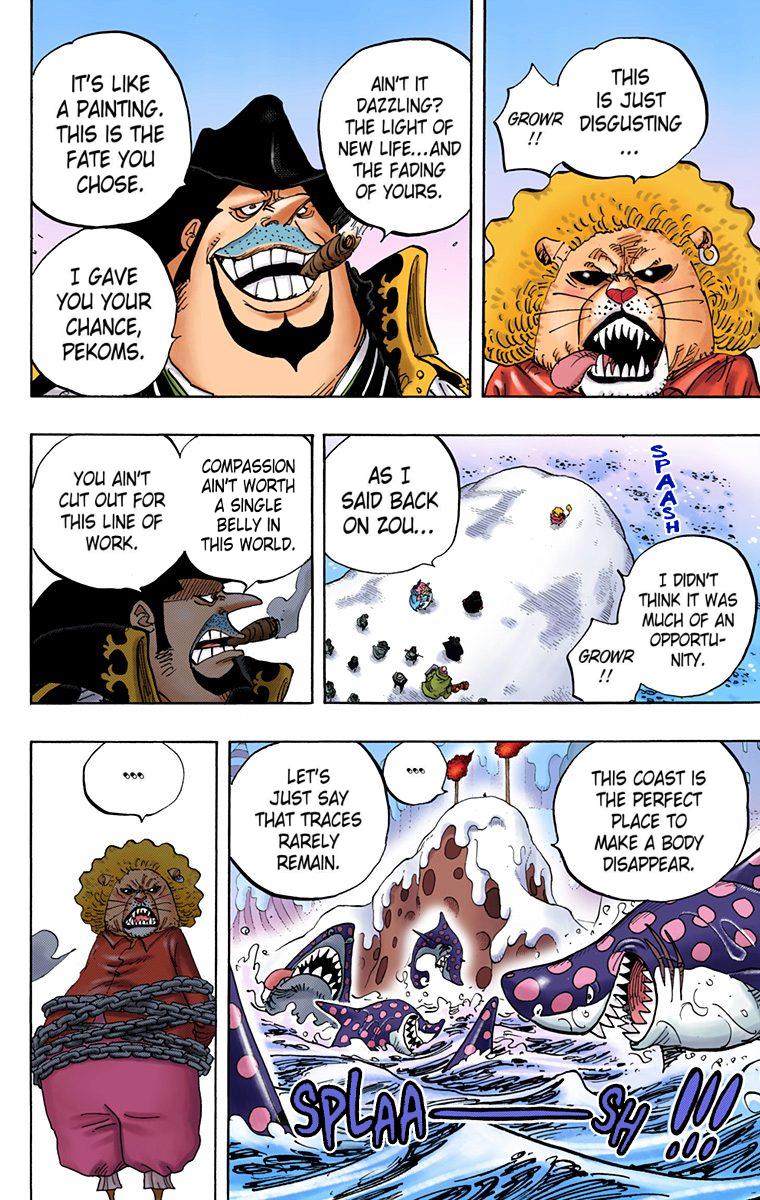 THIS
IS JUST
DISGUSTING
...
GROWR
!!
AIN'T IT
DAZZLING?
THE LIGHT OF
NEW LIFE...AND
THE FADING
OF YOURS.
IT'S LIKE
A PAINTING.
THIS IS THE
FATE YOU
CHOSE.
I GAVE
YOU YOUR
CHANCE,
PEKOMS.
SPAASH
I DIDN'T
THINK IT WAS
MUCH OF AN
OPPORTU-
NITY.
GROWR
!!
AS I
SAID BACK
ON ZOU...
COMPASSION
AIN'T WORTH
A SINGLE
BELLY IN
THIS WORLD.
YOU AIN'T
CUT OUT FOR
THIS LINE OF
WORK.
THIS COAST IS
THE PERFECT
PLACE TO
MAKE A BODY
DISAPPEAR.
...
LET'S
JUST SAY
THAT TRACES
RARELY
REMAIN.
SPLAA—SH!!!
...